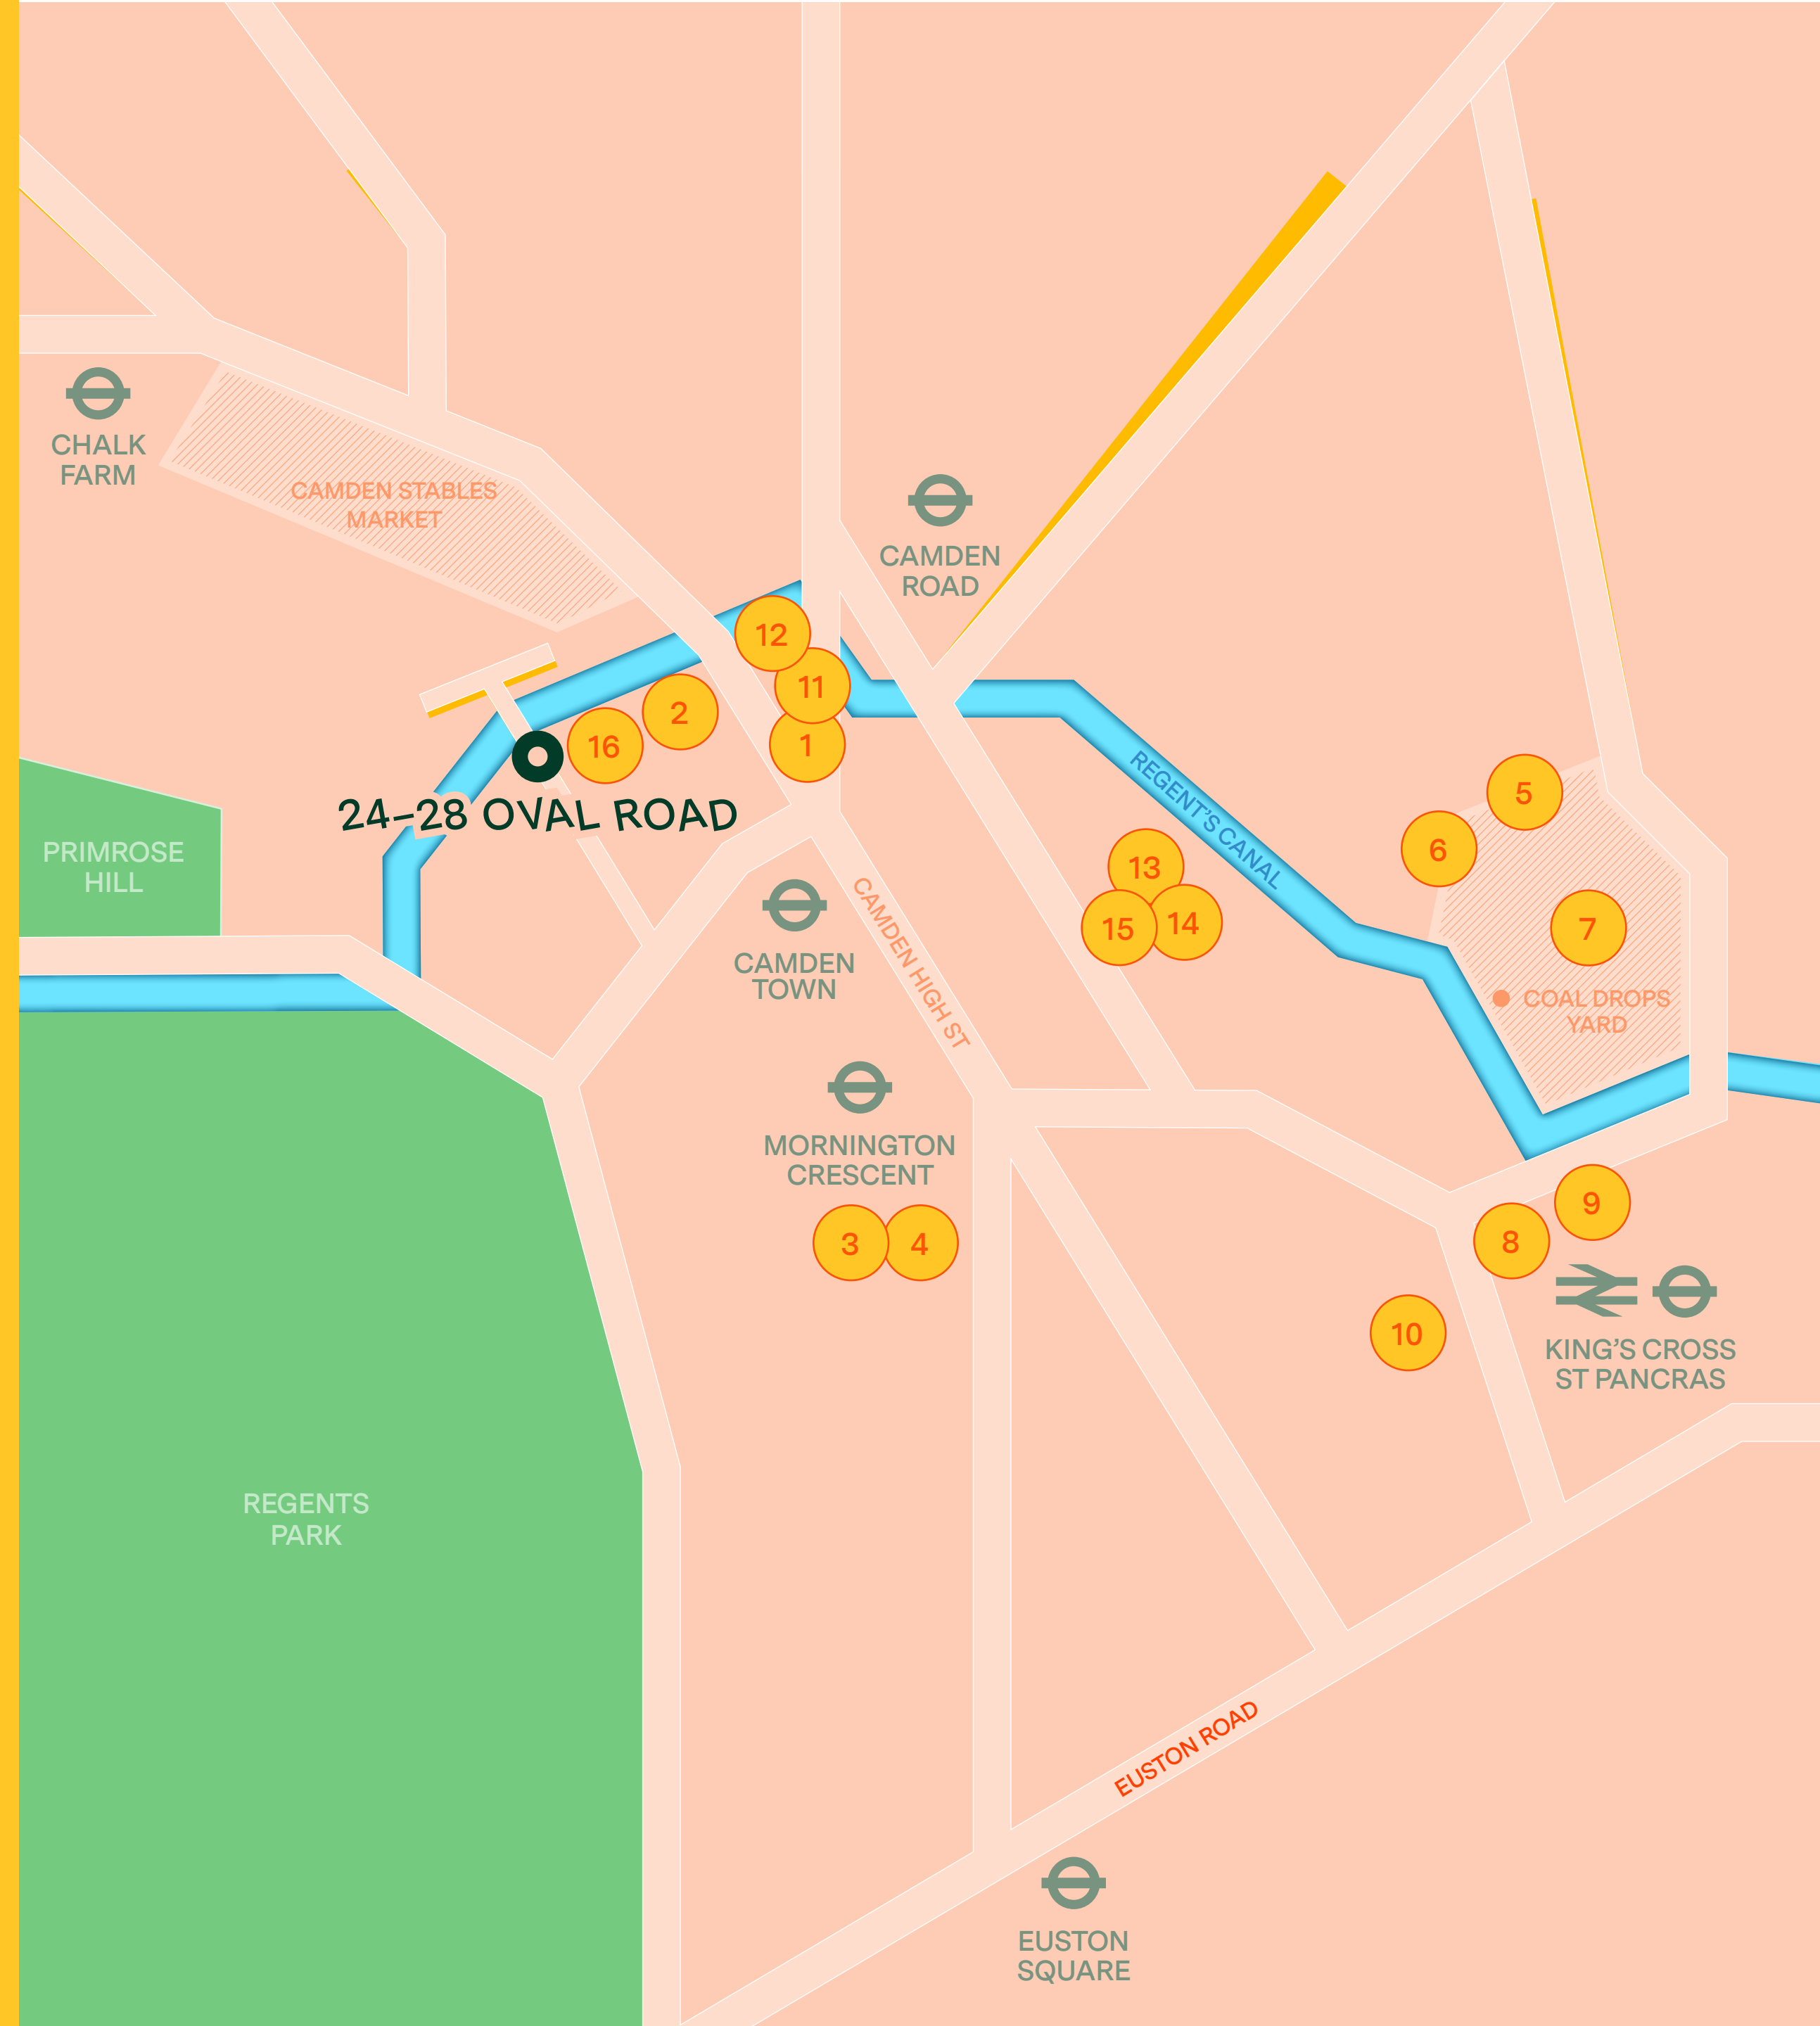 CHALK
FARM
CAMDEN STABLES
MARKET
CAMDEN
ROAD
12
11
2
1
16
24–28 OVAL ROAD
REGENT'S CANAL
5
6
7
PRIMROSE
HILL
13
14
15
CAMDEN HIGH ST
CAMDEN
TOWN
COAL DROPS
YARD
MORNINGTON
CRESCENT
3
4
9
8
10
KING'S CROSS
ST PANCRAS
REGENTS
PARK
EUSTON ROAD
EUSTON
SQUARE